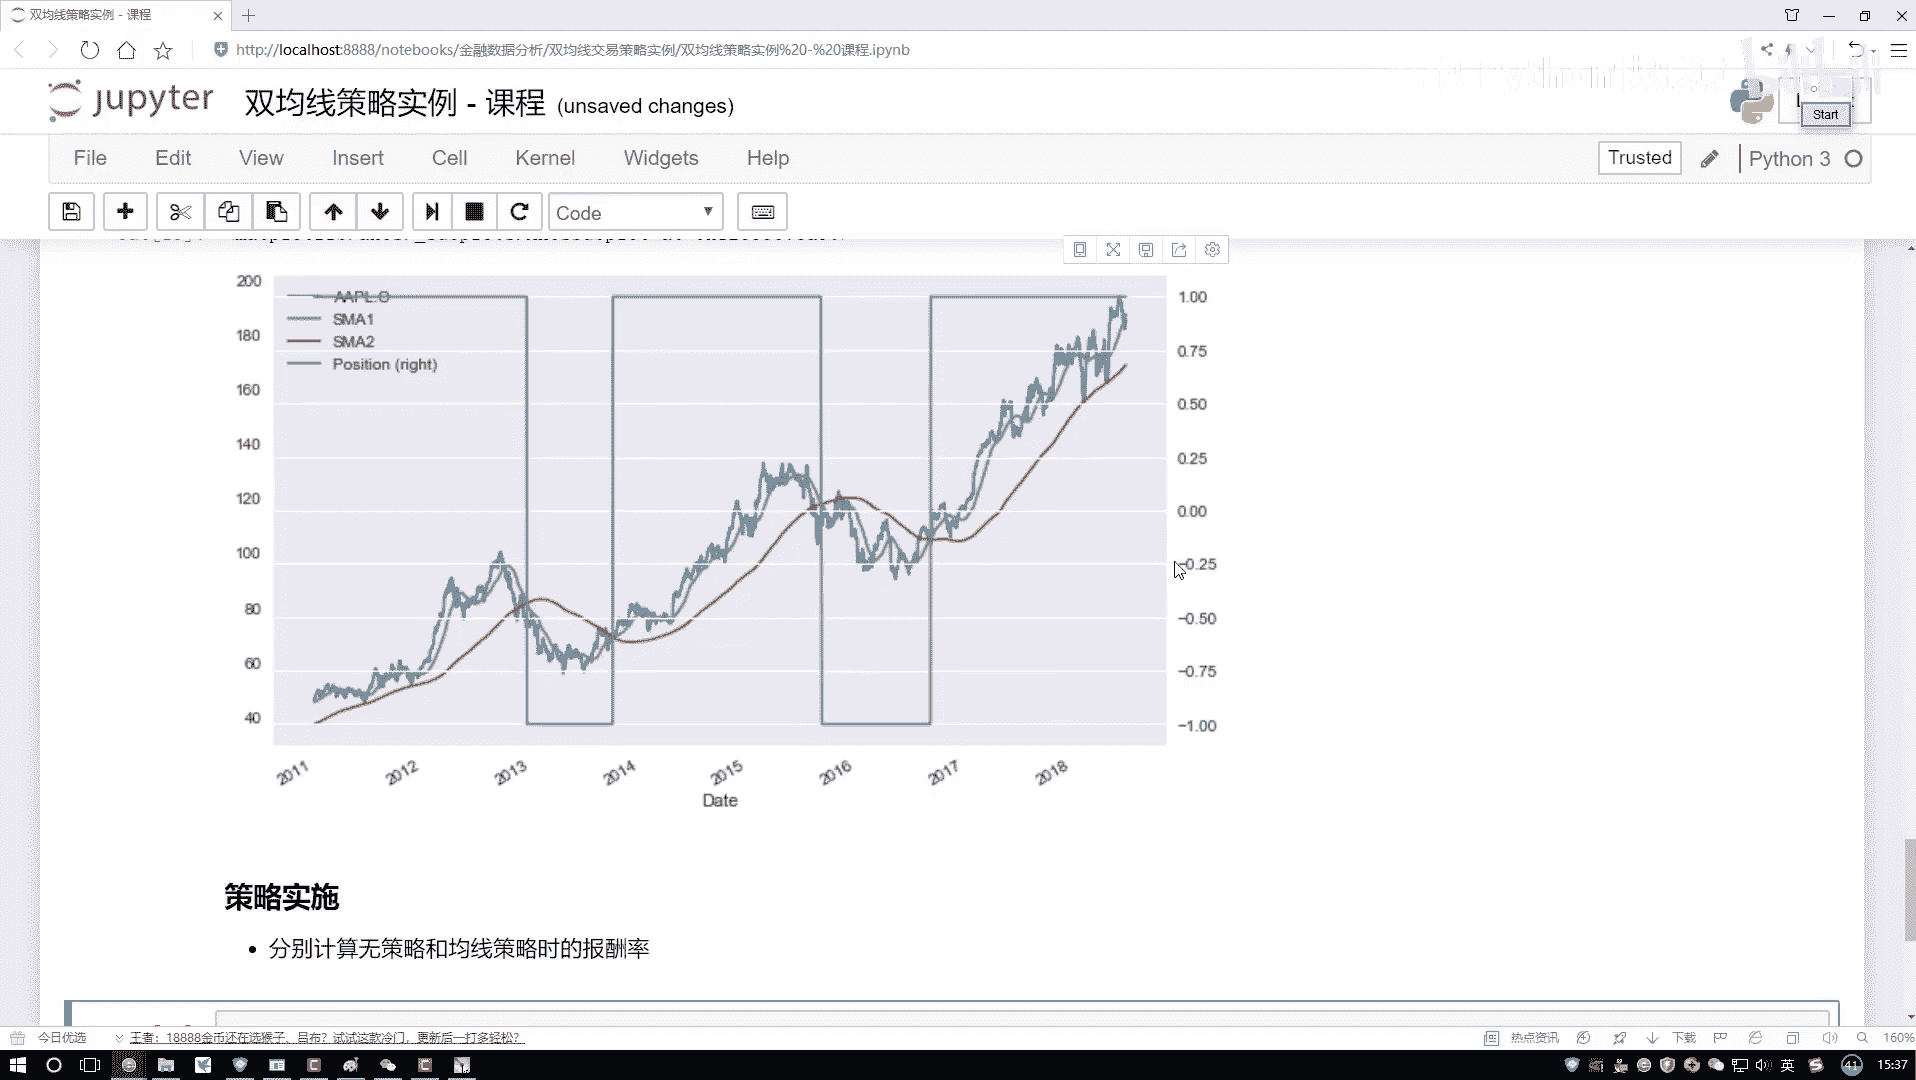 双均线策略实例 - 课程
http://localhost:8888/notebooks/金融数据分析/双均线交易策略实例/双均线策略实例%20-%20课程.ipynb
jupyter 双均线策略实例 - 课程 (unsaved changes)
Start
File Edit View Insert Cell Kernel Widgets Help Trusted Python 3
Code
200
180
160
140
120
100
80
60
40
AAPL.O
SMA1
SMA2
Position (right)
1.00
0.75
0.50
0.25
0.00
−0.25
−0.50
−0.75
−1.00
2011 2012 2013 2014 2015 2016 2017 2018
Date
策略实施
• 分别计算无策略和均线策略时的报酬率
今日优选 王者：18888金币还在选猴子、吕布？试试这款冷门，更新后一打多轻松？ 热点资讯 下载 160%
英 41 15:37